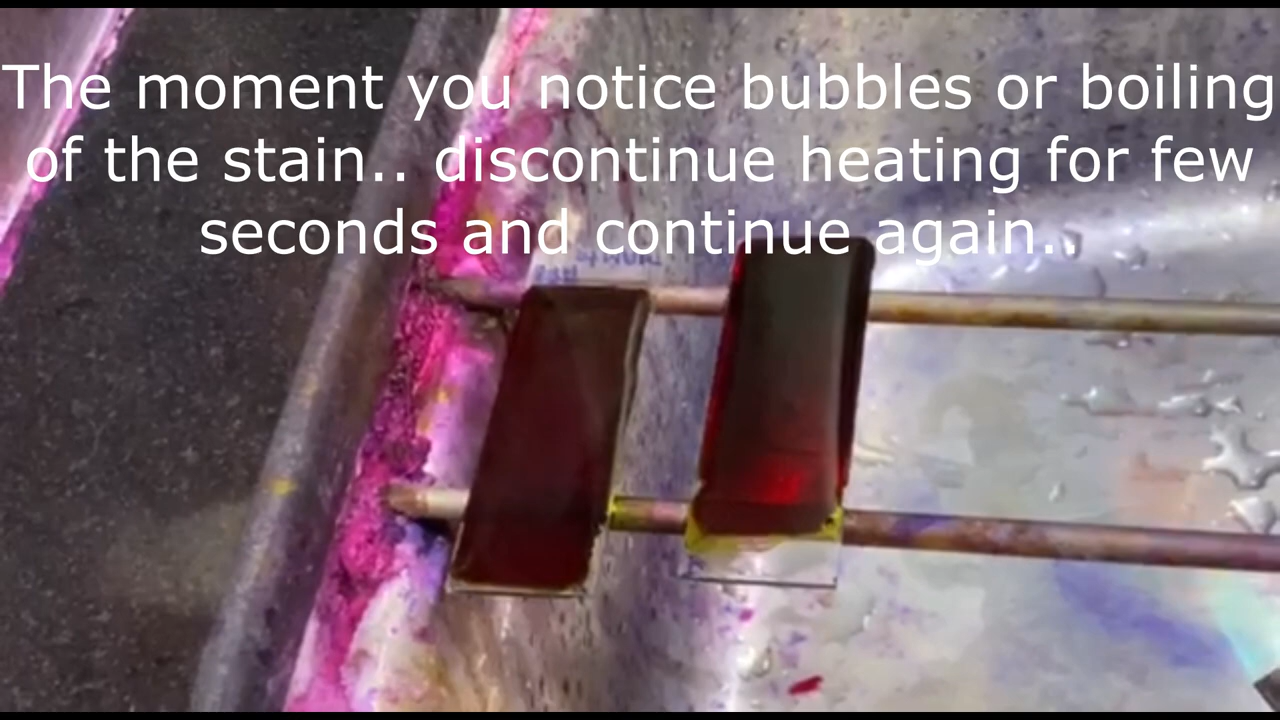 The moment you notice bubbles or boiling
of the stain.. discontinue heating for few
seconds and continue again..